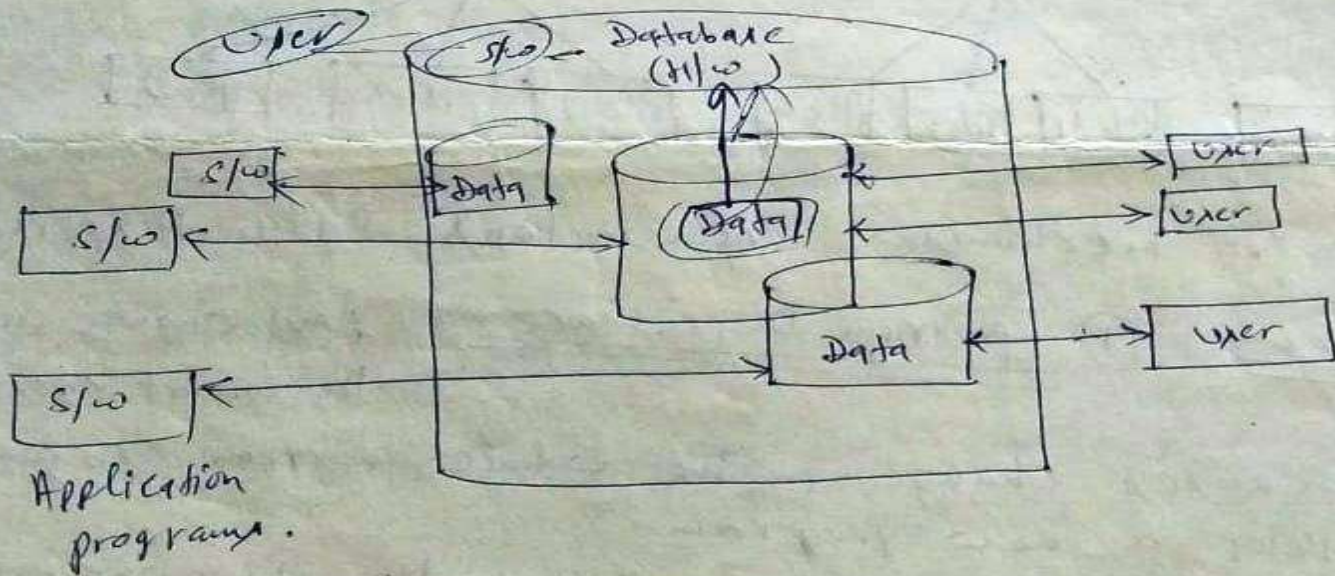 User
S/w
Database
(H/w)
S/w
Data
User
S/w
Data
User
Data
User
S/w
Application
programs.